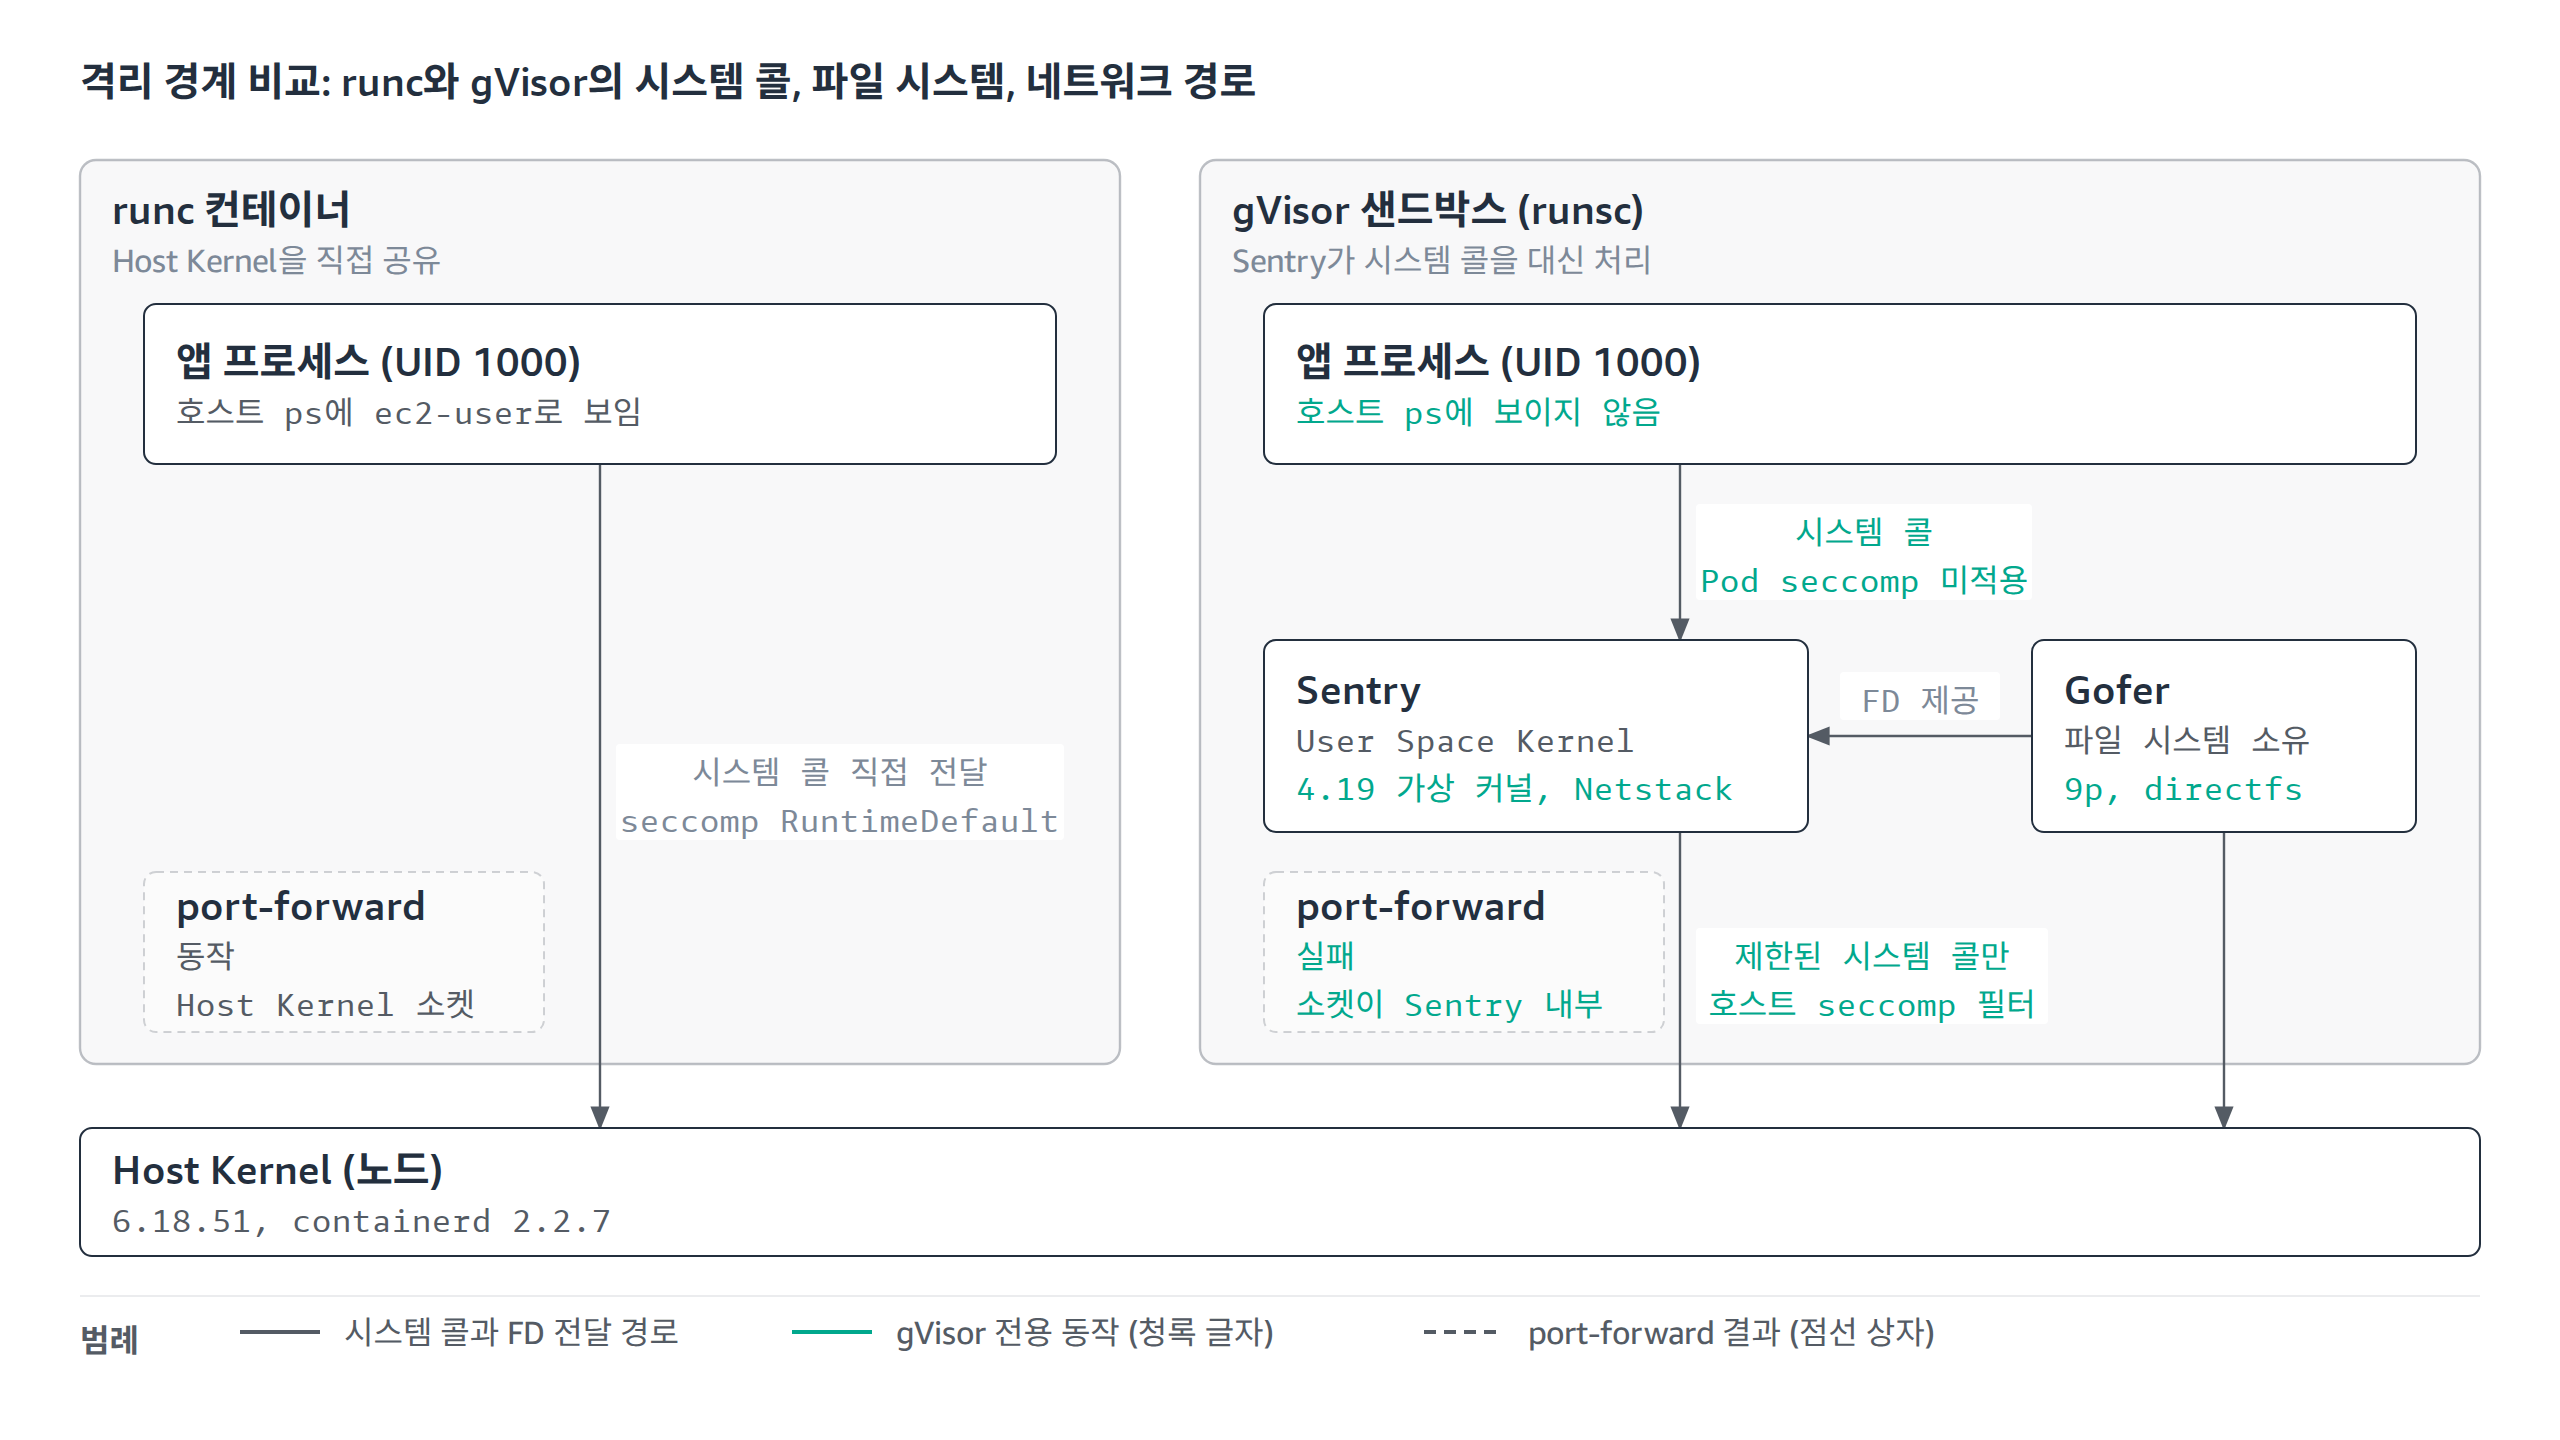 격리 경계 비교: runc와 gVisor의 시스템 콜, 파일 시스템, 네트워크 경로
runc 컨테이너
Host Kernel을 직접 공유
앱 프로세스 (UID 1000)
호스트 ps에 ec2-user로 보임
시스템 콜 직접 전달
seccomp RuntimeDefault
port-forward
동작
Host Kernel 소켓
gVisor 샌드박스 (runsc)
Sentry가 시스템 콜을 대신 처리
앱 프로세스 (UID 1000)
호스트 ps에 보이지 않음
시스템 콜
Pod seccomp 미적용
Sentry
User Space Kernel
4.19 가상 커널, Netstack
FD 제공
Gofer
파일 시스템 소유
9p, directfs
port-forward
실패
소켓이 Sentry 내부
제한된 시스템 콜만
호스트 seccomp 필터
Host Kernel (노드)
6.18.51, containerd 2.2.7
범례
시스템 콜과 FD 전달 경로
gVisor 전용 동작 (청록 글자)
port-forward 결과 (점선 상자)